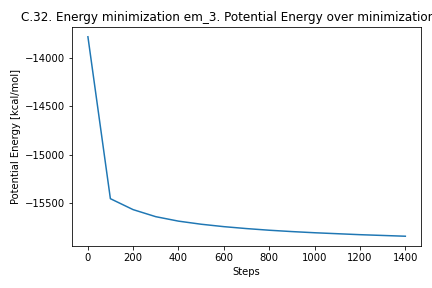 C.32. Energy minimization em_3. Potential Energy over minimization
Potential Energy [kcal/mol]
−14000
−14500
−15000
−15500
0 200 400 600 800 1000 1200 1400
Steps